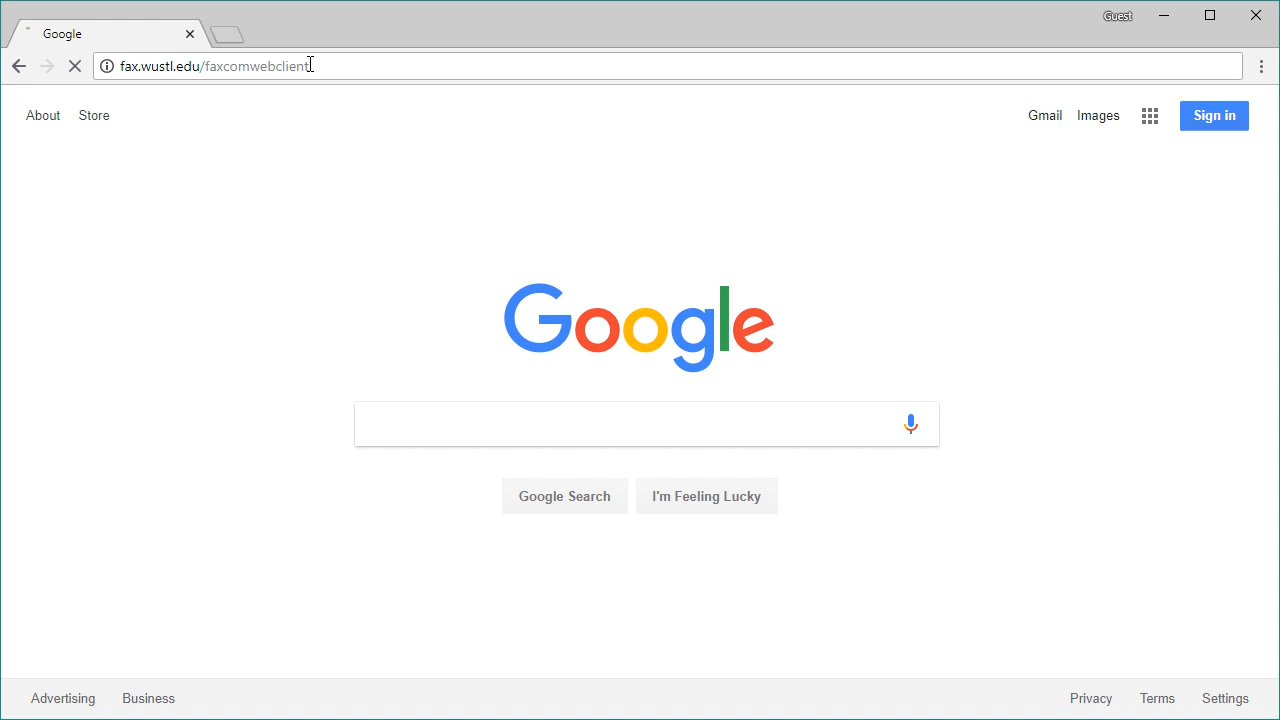 Guest
Google
fax.wustl.edu/faxcomwebclient
About Store Gmail Images Sign in
Google
Google Search I'm Feeling Lucky
Advertising Business Privacy Terms Settings